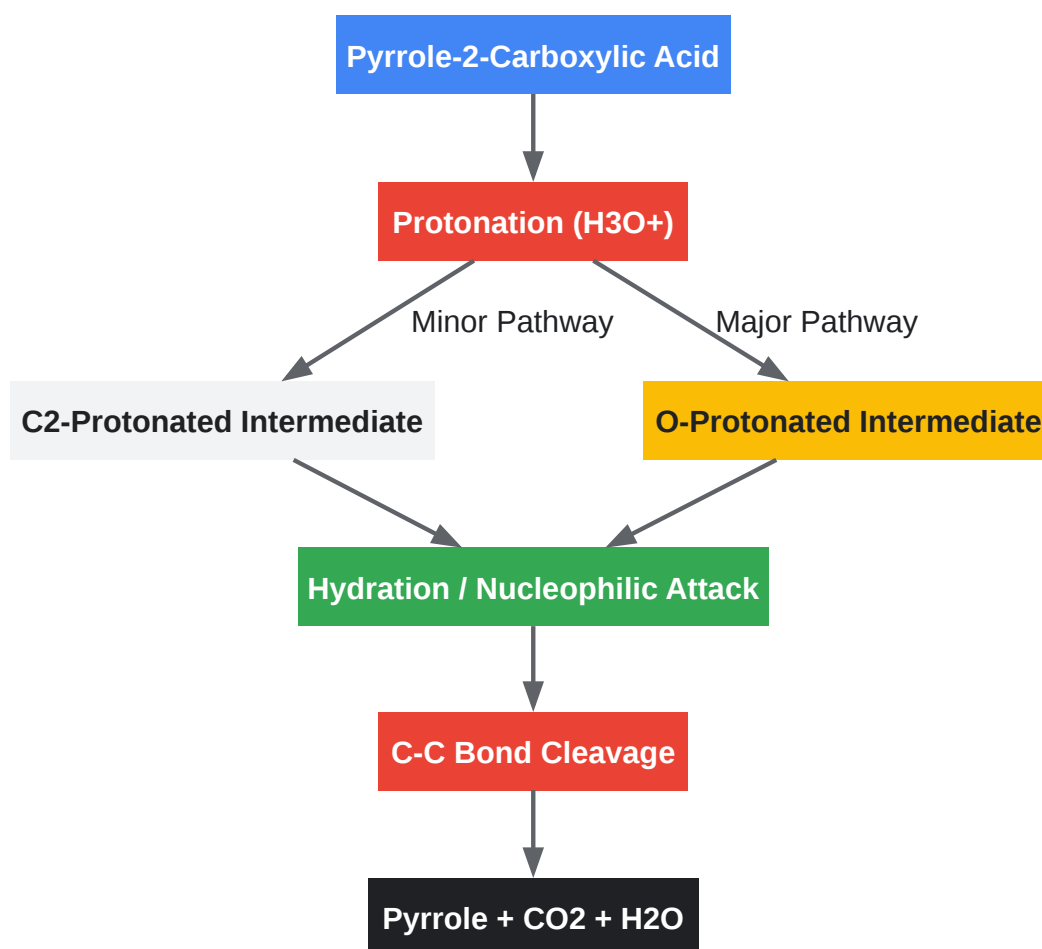 Pyrrole-2-Carboxylic Acid
Protonation (H3O+)
Minor Pathway
Major Pathway
C2-Protonated Intermediate
O-Protonated Intermediate
Hydration / Nucleophilic Attack
C-C Bond Cleavage
Pyrrole + CO2 + H2O